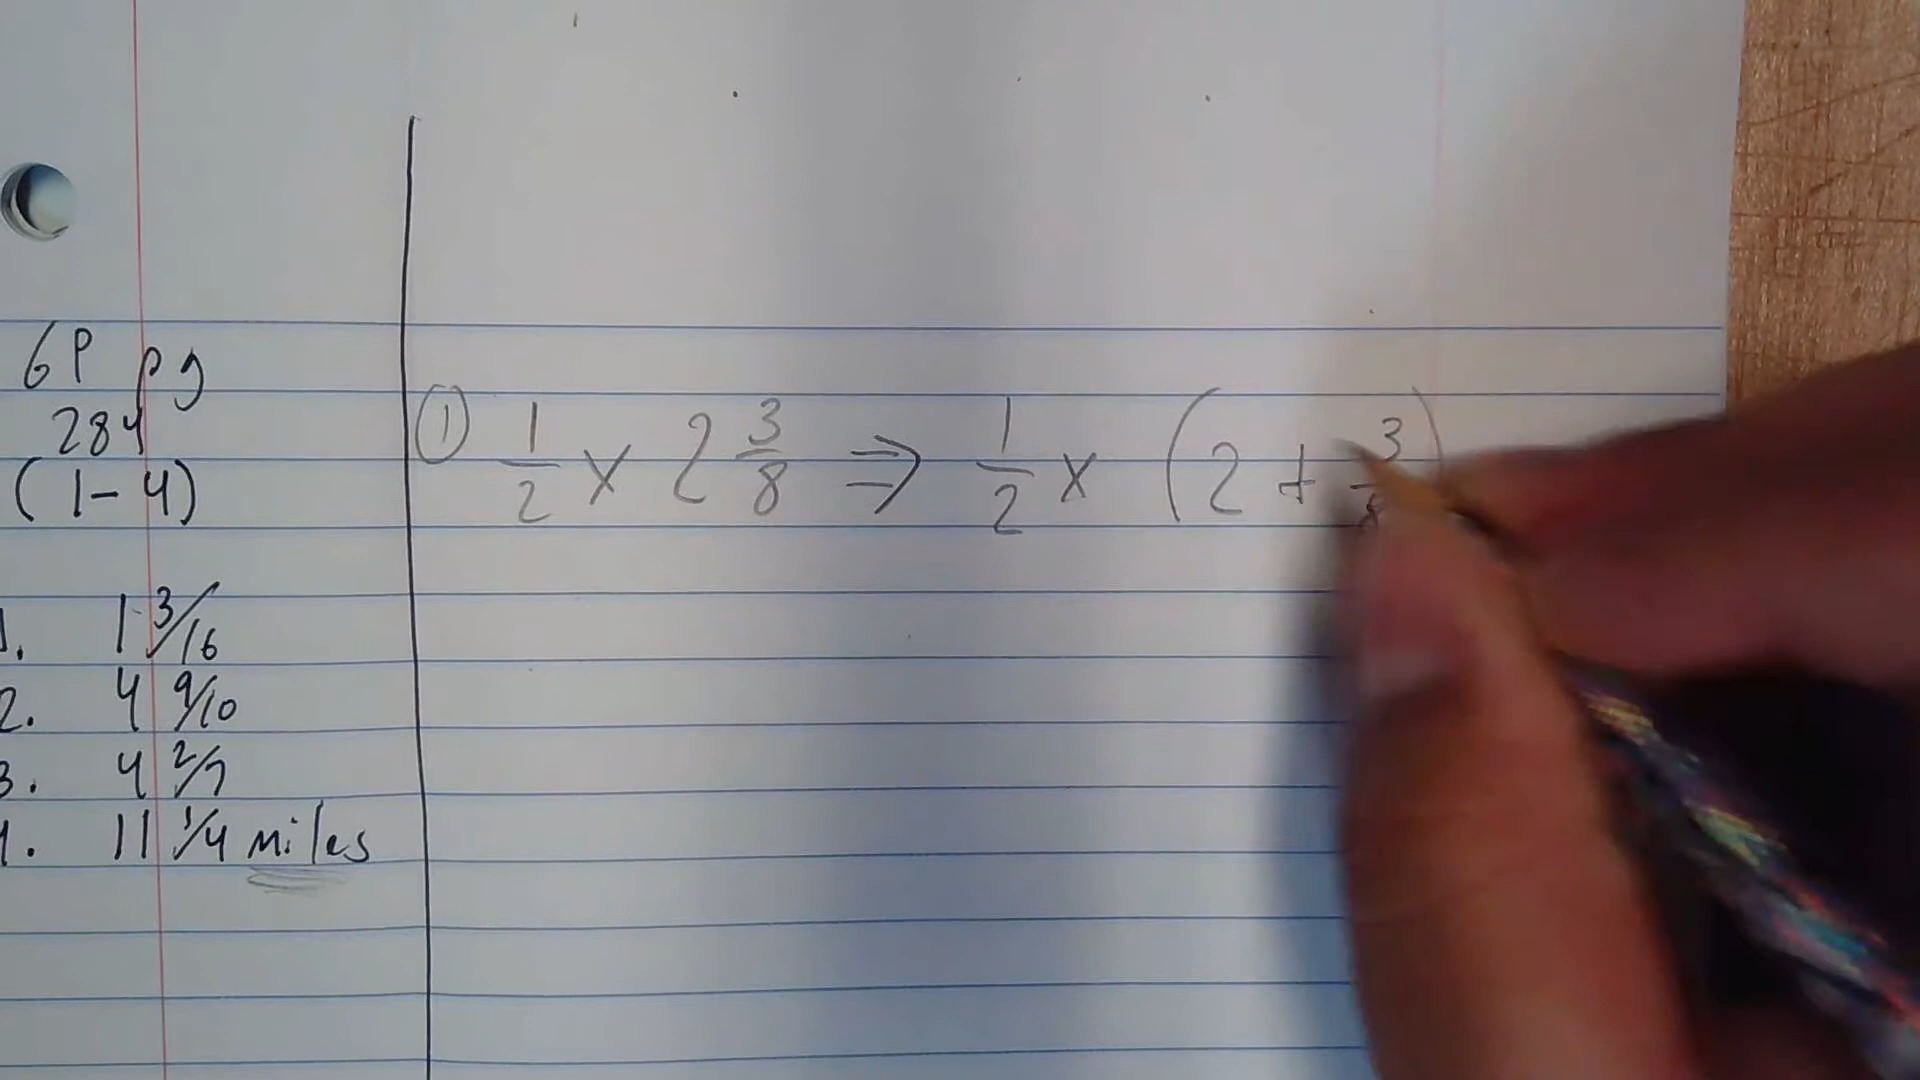 GP pg
284
(1-4)
1. 1 3/16
2. 4 9/10
3. 4 2/7
4. 11 1/4 miles
① 1/2 x 2 3/8 ⇒ 1/2 x (2 + 3/8)